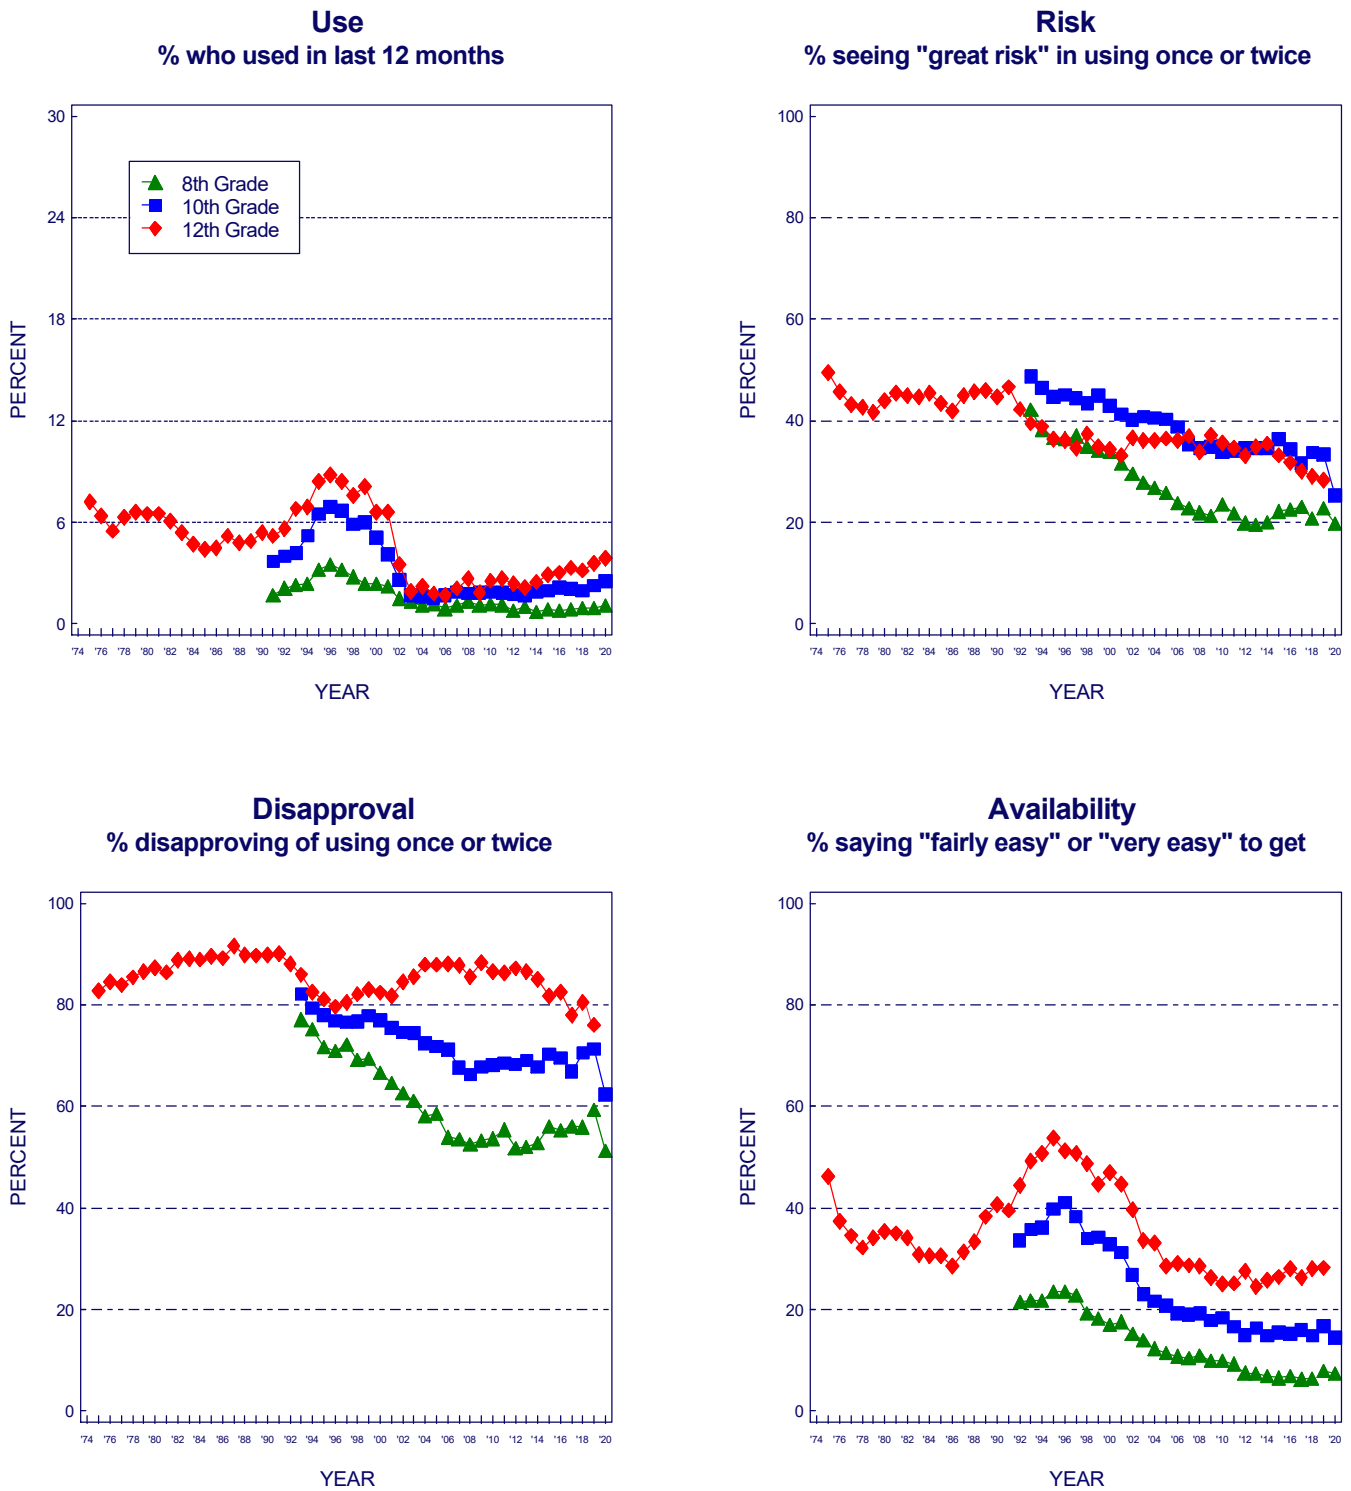 Use
% who used in last 12 months
30
24
18
12
6
0
PERCENT
8th Grade
10th Grade
12th Grade
'74 '76 '78 '80 '82 '84 '86 '88 '90 '92 '94 '96 '98 '00 '02 '04 '06 '08 '10 '12 '14 '16 '18 '20
YEAR
Risk
% seeing "great risk" in using once or twice
100
80
60
40
20
0
PERCENT
'74 '76 '78 '80 '82 '84 '86 '88 '90 '92 '94 '96 '98 '00 '02 '04 '06 '08 '10 '12 '14 '16 '18 '20
YEAR
Disapproval
% disapproving of using once or twice
100
80
60
40
20
0
PERCENT
'74 '76 '78 '80 '82 '84 '86 '88 '90 '92 '94 '96 '98 '00 '02 '04 '06 '08 '10 '12 '14 '16 '18 '20
YEAR
Availability
% saying "fairly easy" or "very easy" to get
100
80
60
40
20
0
PERCENT
'74 '76 '78 '80 '82 '84 '86 '88 '90 '92 '94 '96 '98 '00 '02 '04 '06 '08 '10 '12 '14 '16 '18 '20
YEAR